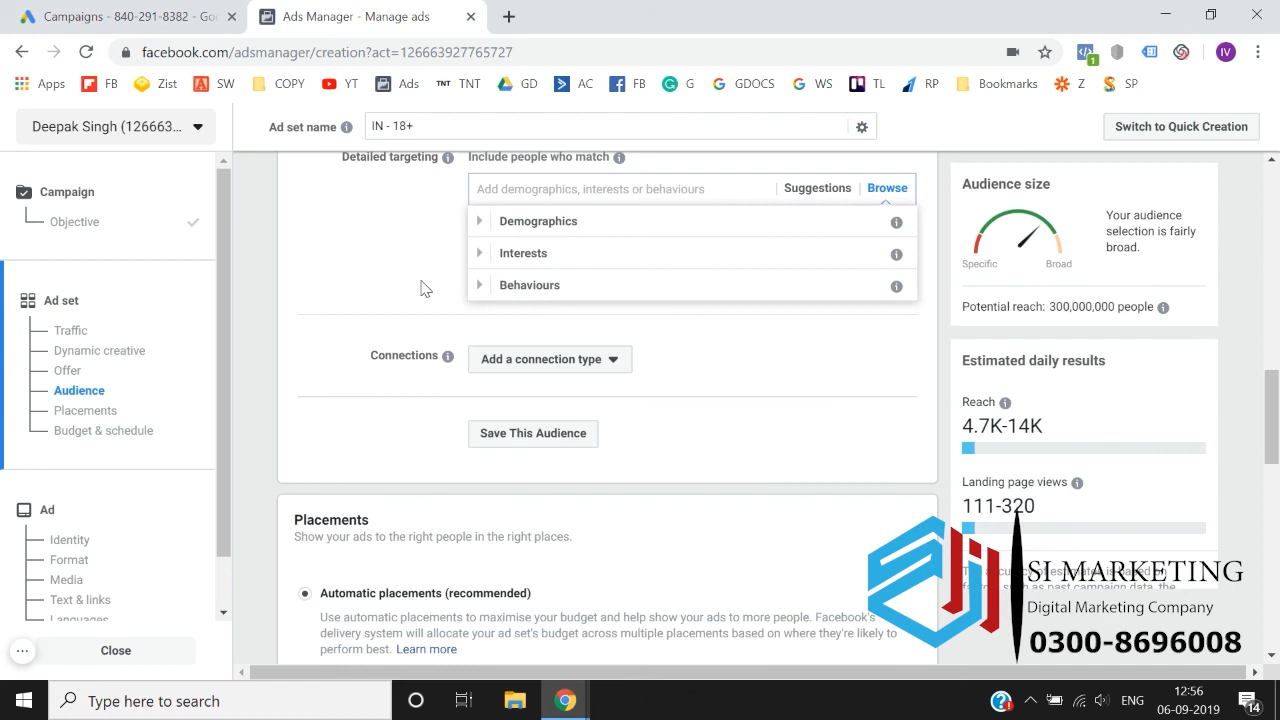 Campaigns - 840-291-8382 - Goo
Ads Manager - Manage ads
facebook.com/adsmanager/creation?act=126663927765727
1
IV
Apps
FB
Zist
SW
COPY
YT
Ads
TNT TNT
GD
AC
FB
G
GDOCS
WS
TL
RP
Bookmarks
Z
SP
Deepak Singh (126663...
Ad set name
IN - 18+
Switch to Quick Creation
Campaign
Objective
Ad set
Traffic
Dynamic creative
Offer
Audience
Placements
Budget & schedule
Ad
Identity
Format
Media
Text & links
Languages
Close
Detailed targeting
Include people who match
Add demographics, interests or behaviours
Suggestions
Browse
Demographics
Interests
Behaviours
Connections
Add a connection type
Save This Audience
Placements
Show your ads to the right people in the right places.
Automatic placements (recommended)
Use automatic placements to maximise your budget and help show your ads to more people. Facebook's
delivery system will allocate your ad set's budget across multiple placements based on where they're likely to
perform best. Learn more
Audience size
Specific
Broad
Your audience
selection is fairly
broad.
Potential reach: 300,000,000 people
Estimated daily results
Reach
4.7K-14K
Landing page views
111-320
SI MARKETING
Digital Marketing Company
0300-8696008
Type here to search
ENG
12:56
06-09-2019
14